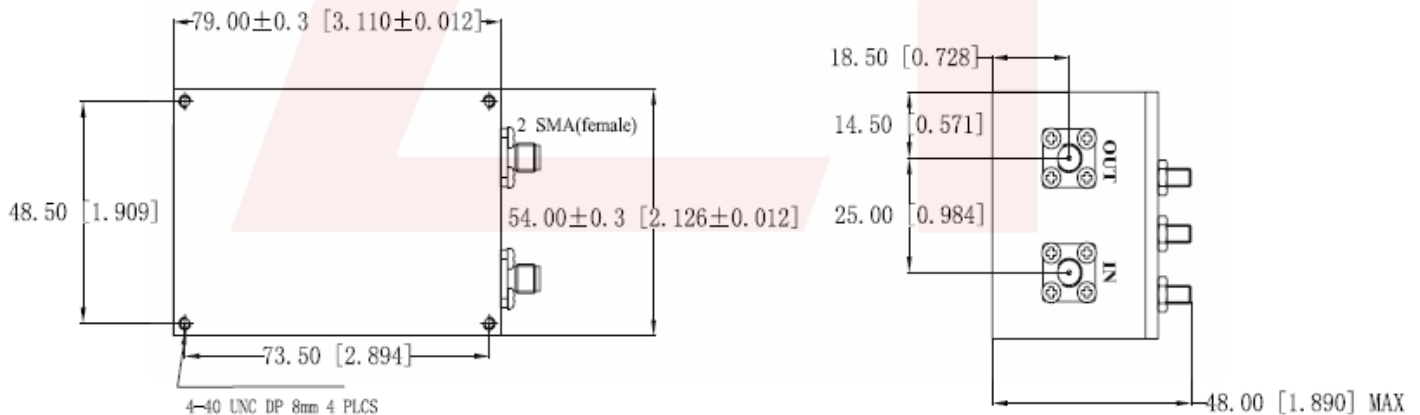 79.00±0.3 [3.110±0.012]
2 SMA(female)
48.50 [1.909]
54.00±0.3 [2.126±0.012]
73.50 [2.894]
4-40 UNC DP 8mm 4 PLCS
18.50 [0.728]
14.50 [0.571]
OUT
25.00 [0.984]
IN
48.00 [1.890] MAX